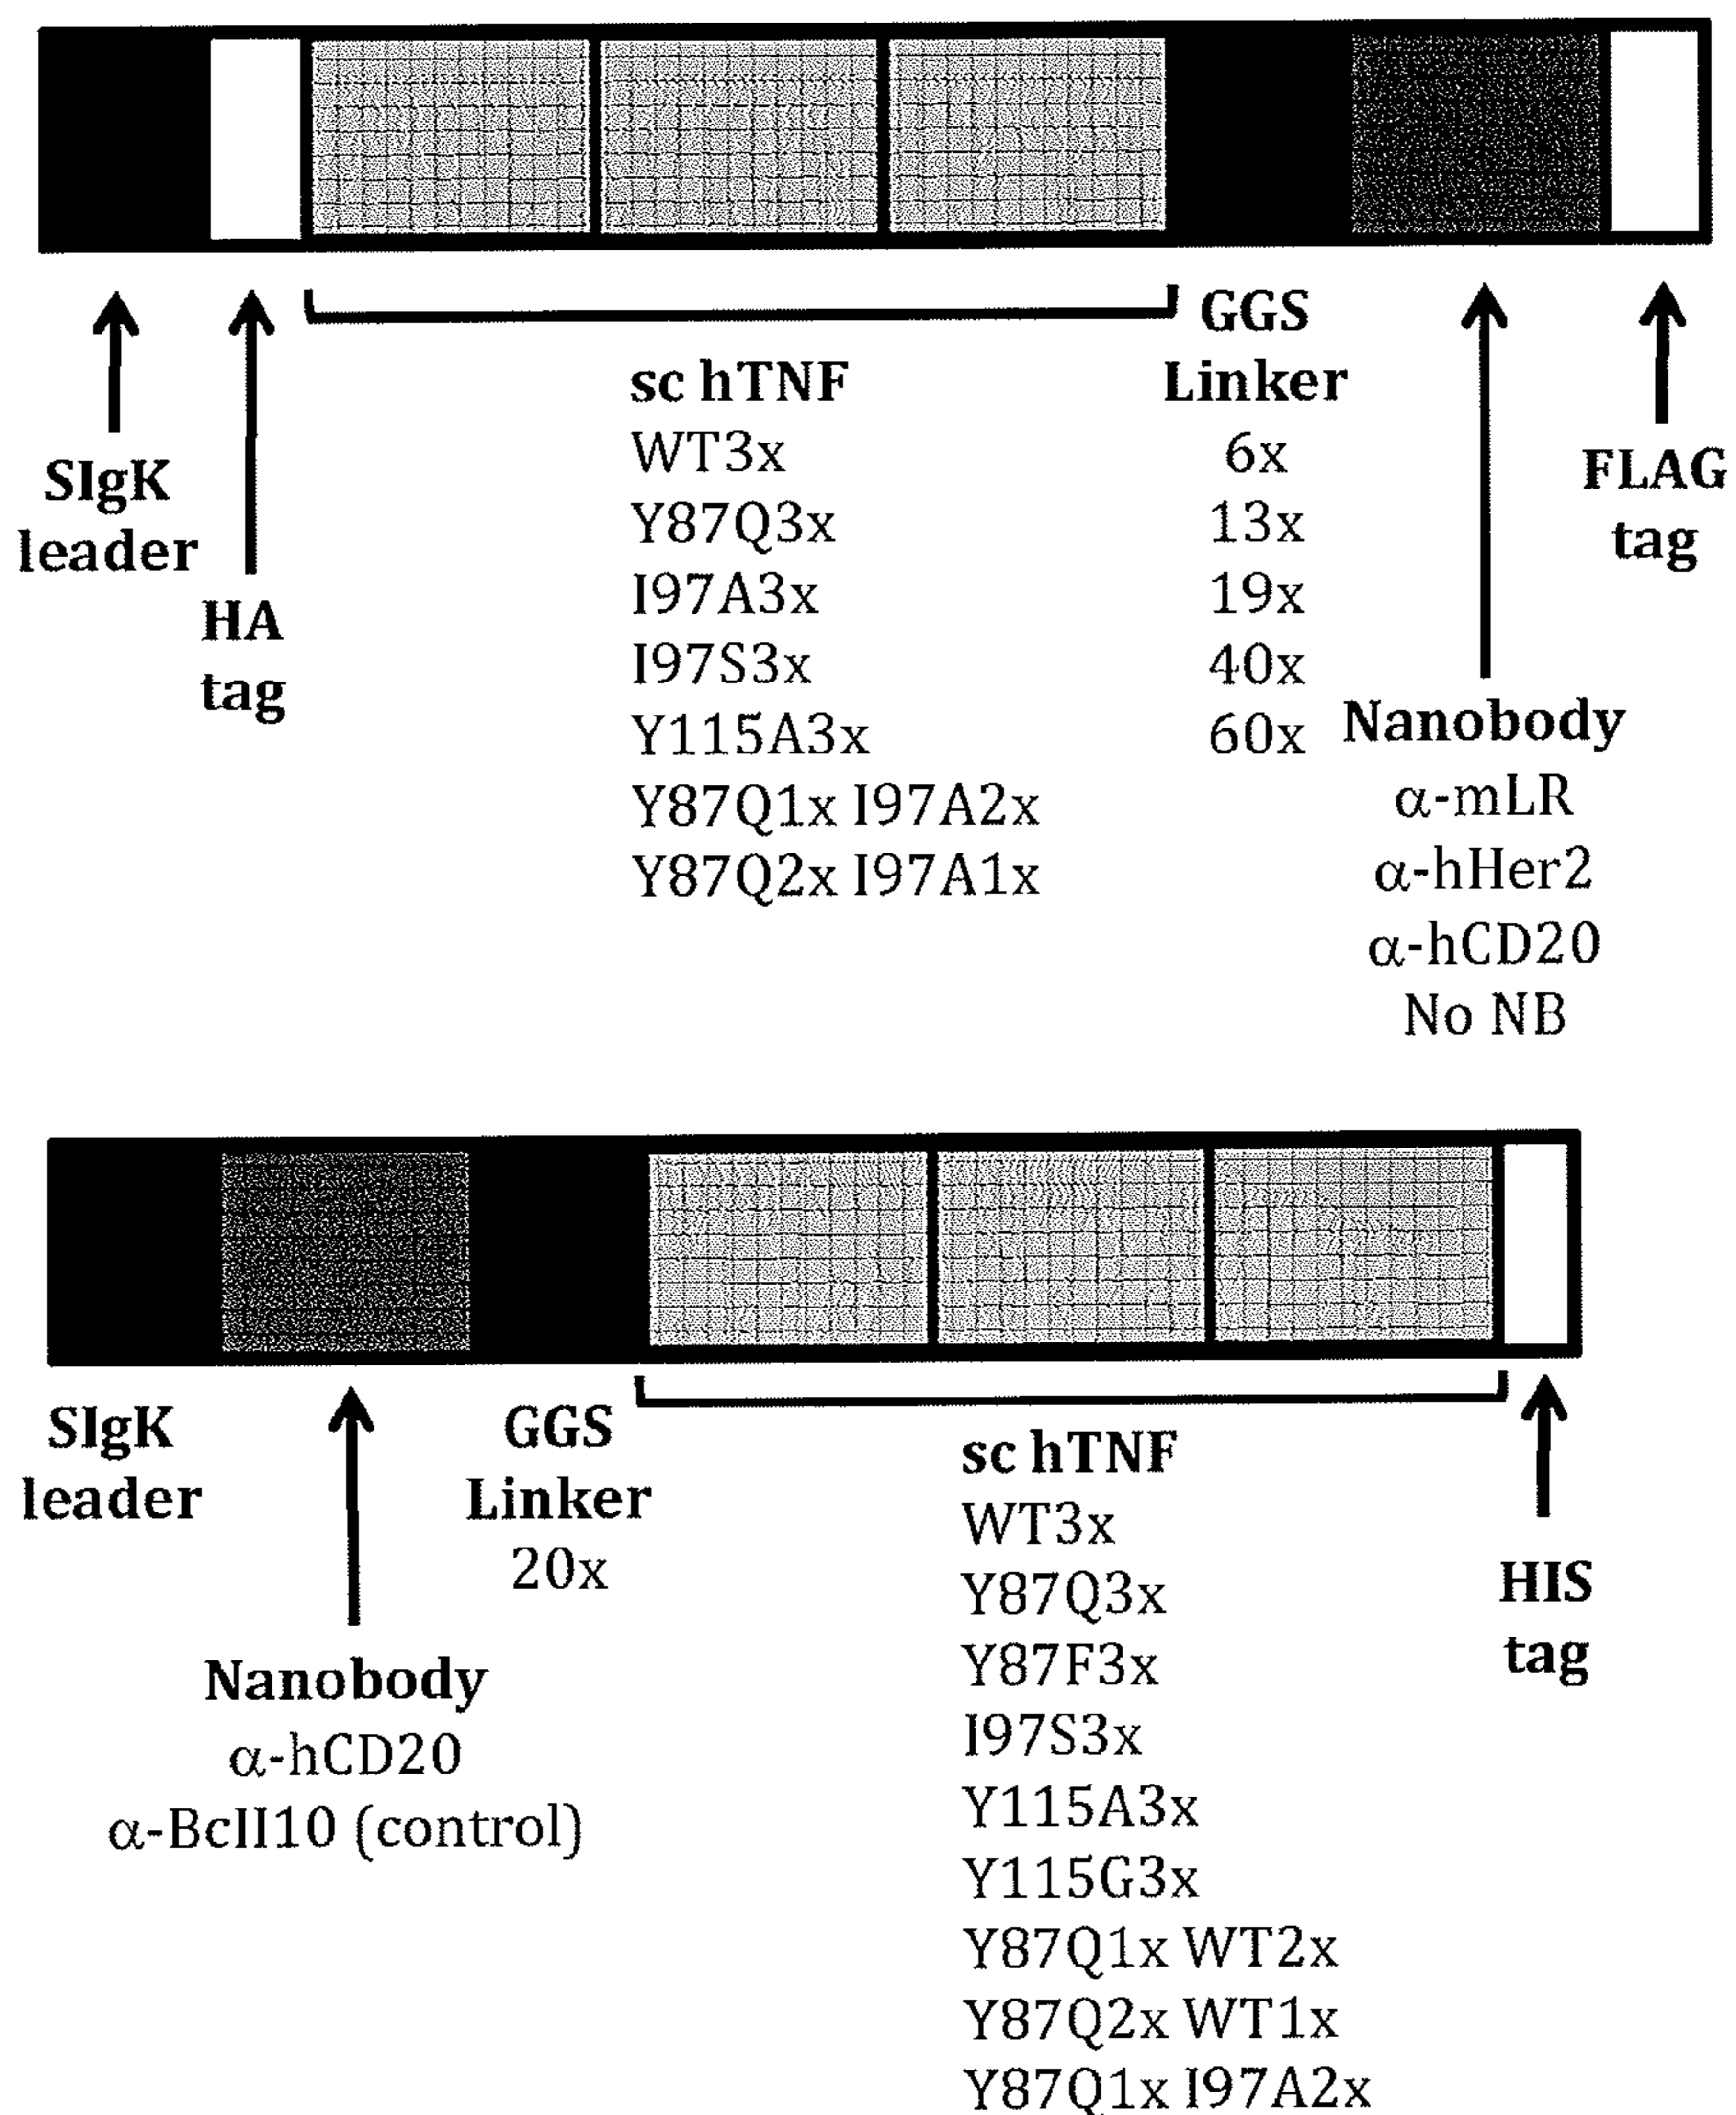 SIgK
leader
HA
tag
sc hTNF
WT3x
Y87Q3x
I97A3x
I97S3x
Y115A3x
Y87Q1x I97A2x
Y87Q2x I97A1x
GGS
Linker
6x
13x
19x
40x
60x
Nanobody
α-mLR
α-hHer2
α-hCD20
No NB
FLAG
tag
SIgK
leader
Nanobody
α-hCD20
α-BcII10 (control)
GGS
Linker
20x
sc hTNF
WT3x
Y87Q3x
Y87F3x
I97S3x
Y115A3x
Y115G3x
Y87Q1x WT2x
Y87Q2x WT1x
Y87Q1x I97A2x
HIS
tag